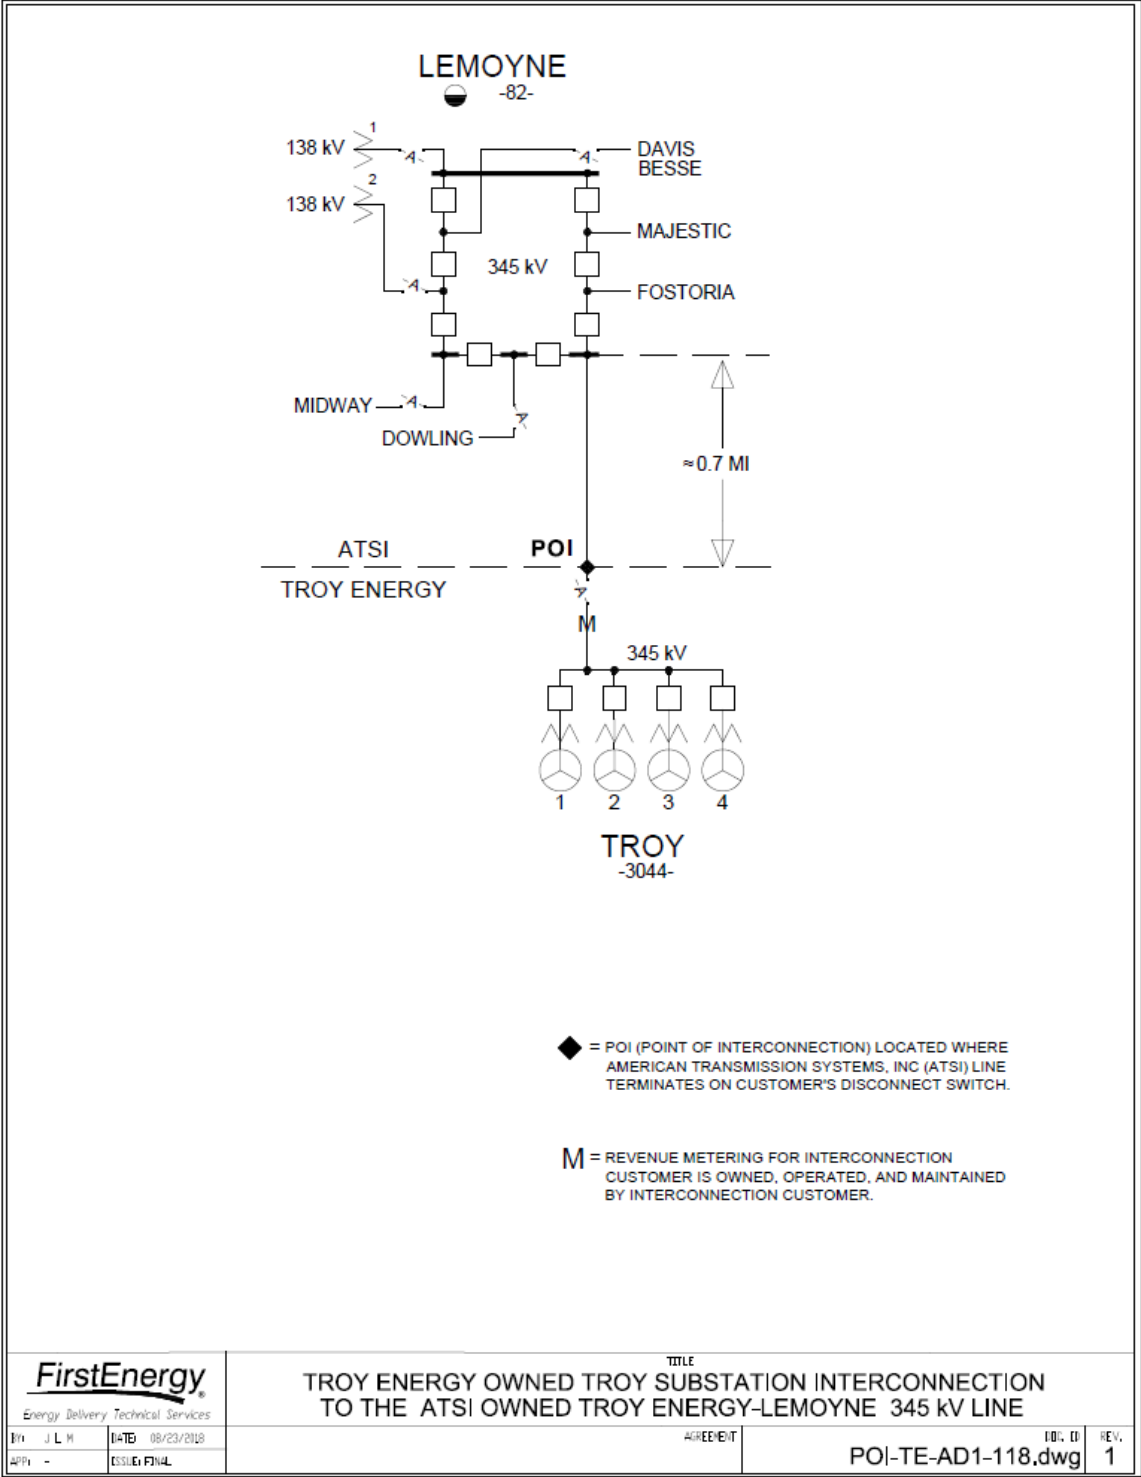 LEMOYNE
-82-
138 kV
1
138 kV
2
A
A
DAVIS
BESSE
MAJESTIC
345 kV
FOSTORIA
A
MIDWAY
A
DOWLING
A
≈0.7 MI
ATSI
POI
TROY ENERGY
A
M
345 kV
1 2 3 4
TROY
-3044-
= POI (POINT OF INTERCONNECTION) LOCATED WHERE
AMERICAN TRANSMISSION SYSTEMS, INC (ATSI) LINE
TERMINATES ON CUSTOMER'S DISCONNECT SWITCH.
M = REVENUE METERING FOR INTERCONNECTION
CUSTOMER IS OWNED, OPERATED, AND MAINTAINED
BY INTERCONNECTION CUSTOMER.
FirstEnergy®
Energy Delivery Technical Services
BY: J L M
DATE: 08/23/2018
APP: -
ISSUE: FINAL
TITLE
TROY ENERGY OWNED TROY SUBSTATION INTERCONNECTION
TO THE ATSI OWNED TROY ENERGY-LEMOYNE 345 kV LINE
AGREEMENT
DOC. ID
POI-TE-AD1-118.dwg
REV.
1